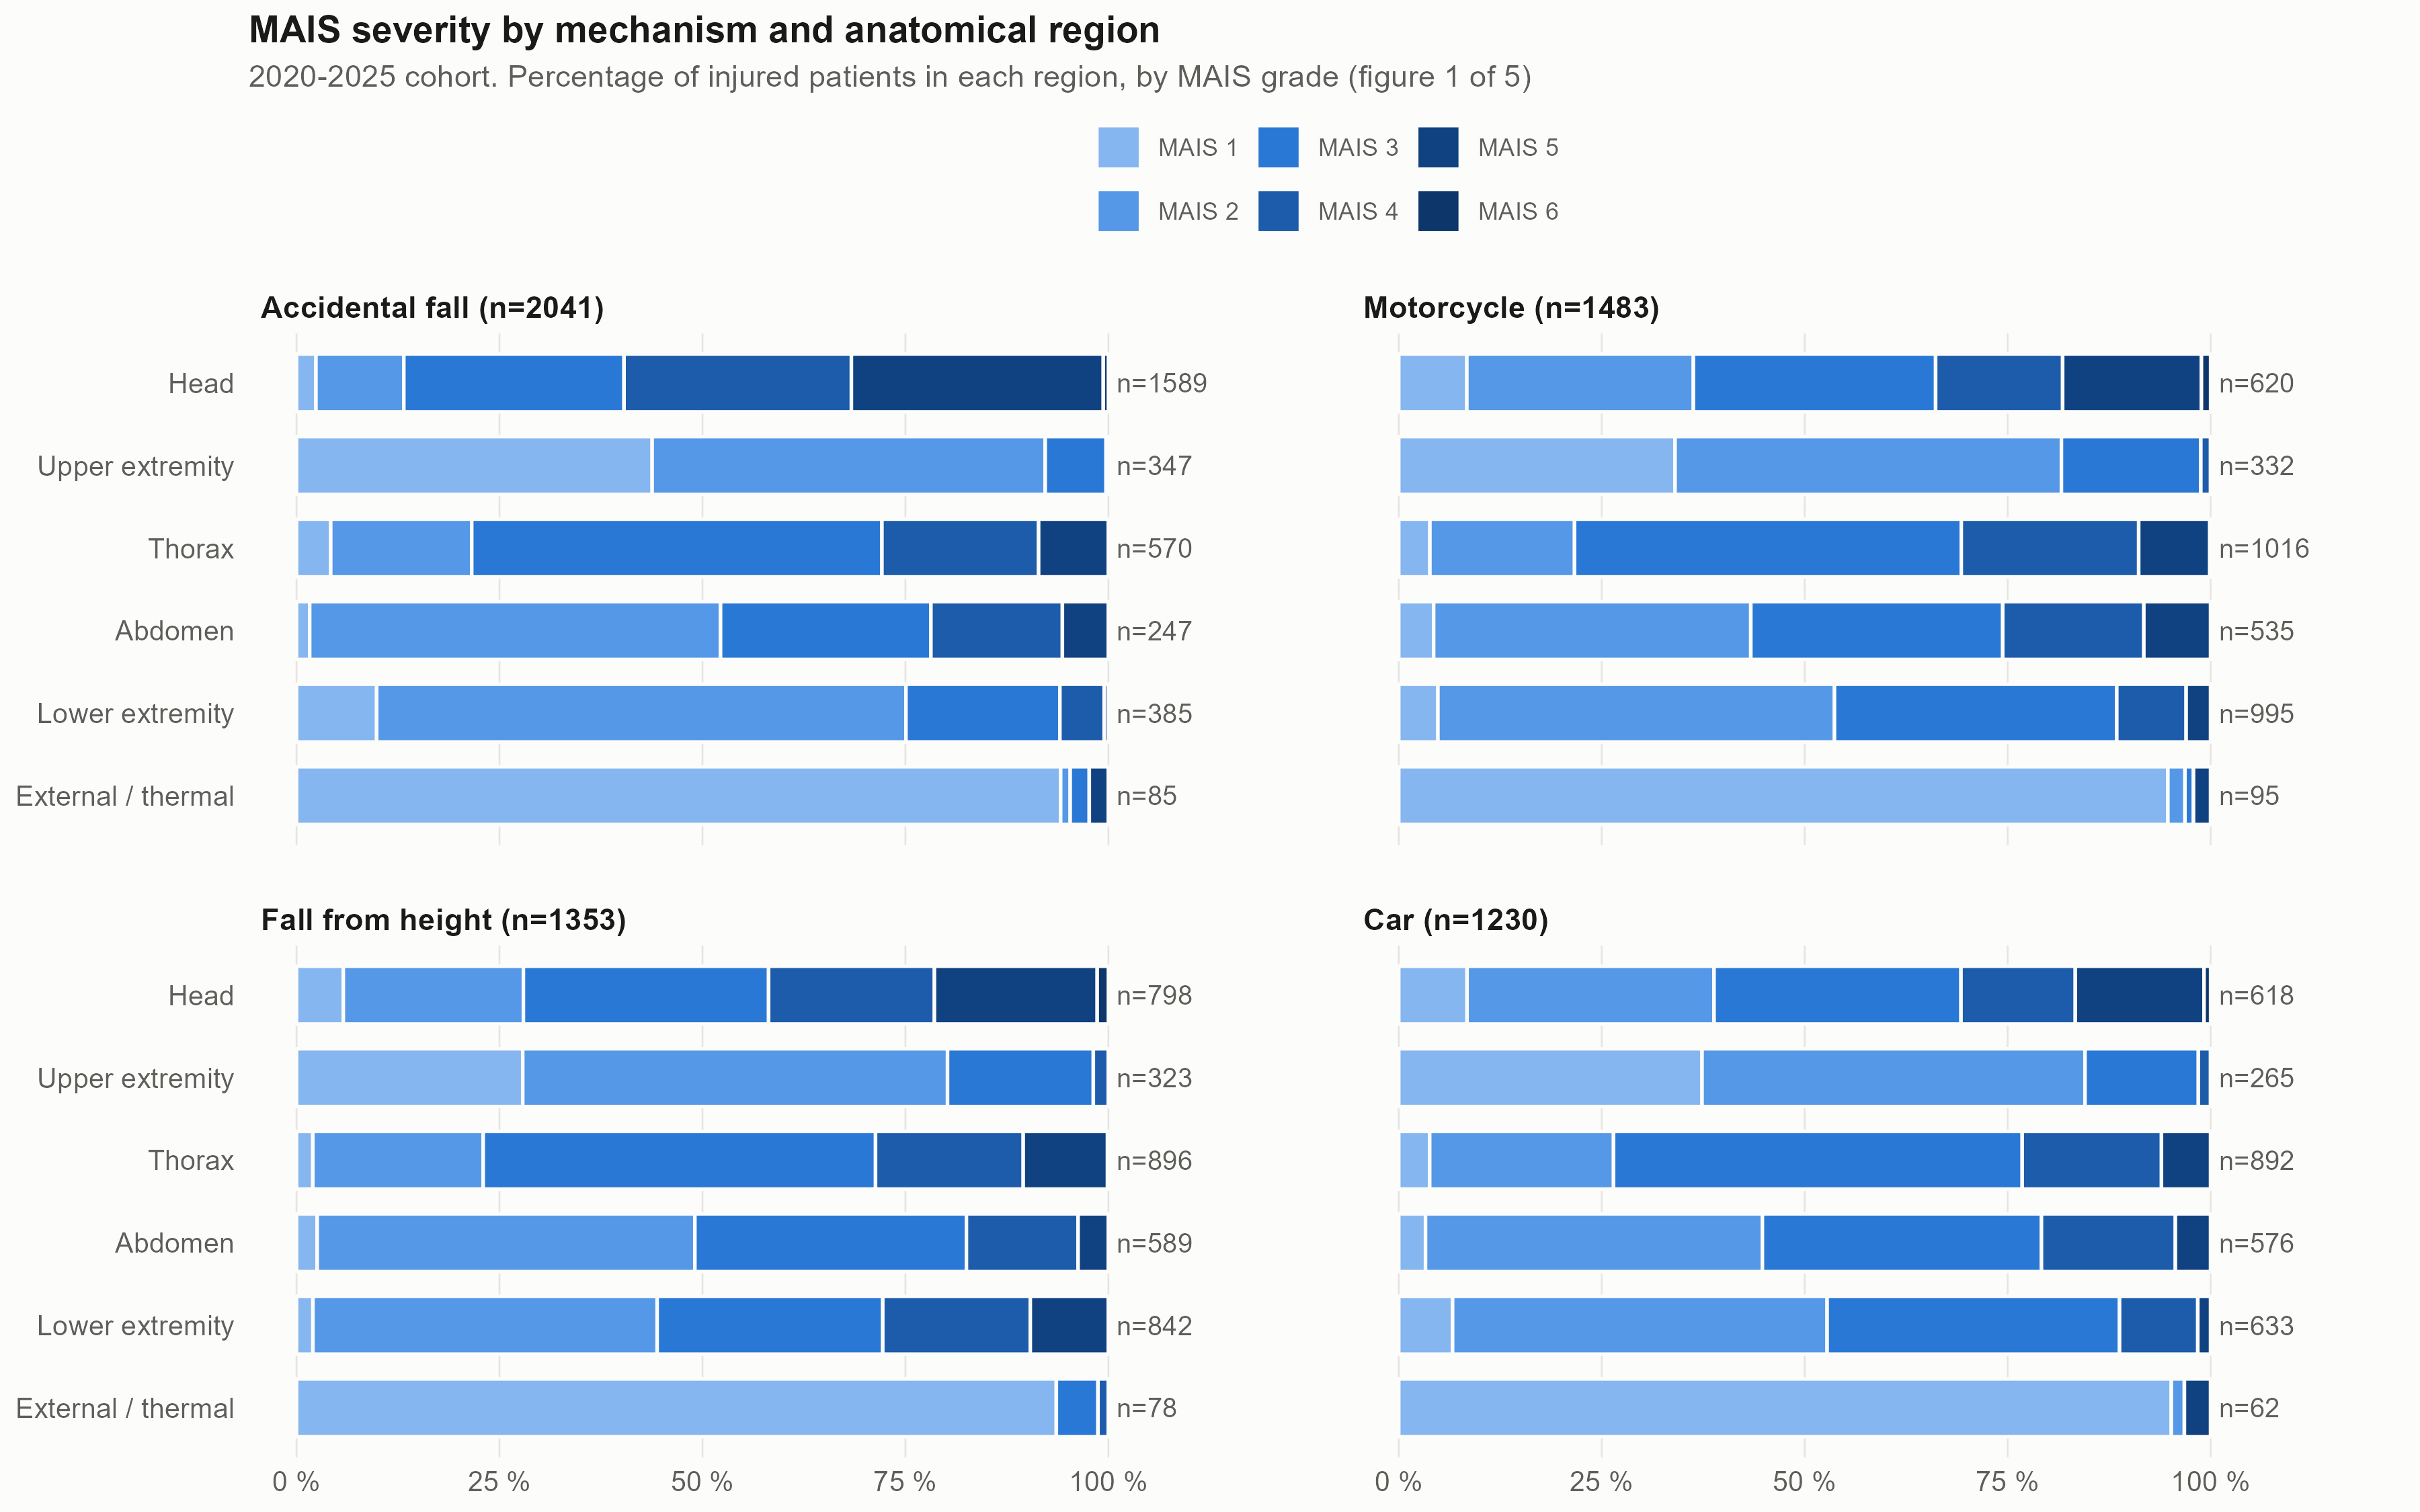 MAIS severity by mechanism and anatomical region
2020-2025 cohort. Percentage of injured patients in each region, by MAIS grade (figure 1 of 5)
MAIS 1 MAIS 3 MAIS 5
MAIS 2 MAIS 4 MAIS 6
Accidental fall (n=2041)
Head n=1589
Upper extremity n=347
Thorax n=570
Abdomen n=247
Lower extremity n=385
External / thermal n=85
Motorcycle (n=1483)
n=620
n=332
n=1016
n=535
n=995
n=95
Fall from height (n=1353)
Head n=798
Upper extremity n=323
Thorax n=896
Abdomen n=589
Lower extremity n=842
External / thermal n=78
0 % 25 % 50 % 75 % 100 %
Car (n=1230)
n=618
n=265
n=892
n=576
n=633
n=62
0 % 25 % 50 % 75 % 100 %